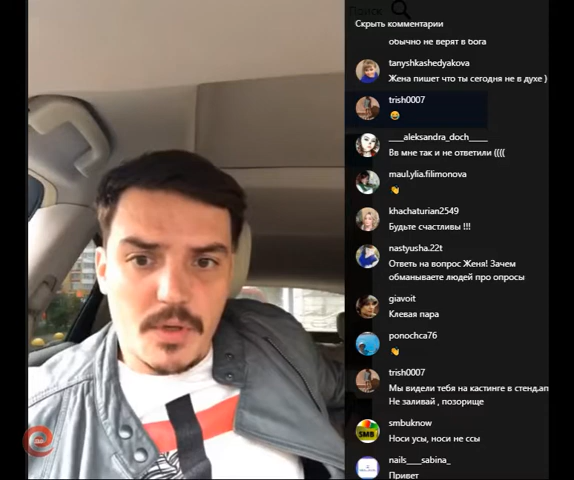 Поиск
Скрыть комментарии
обычно не верят в бога
tanyshkashedyakova
Жена пишет что ты сегодня не в духе )
trish0007
😂
____aleksandra_doch_____
Вв мне так и не ответили ((((
maul.ylia.filimonova
👏
khachaturian2549
Будьте счастливы !!!
nastyusha.22t
Ответь на вопрос Женя! Зачем
обманываете людей про опросы
giavoit
Клевая пара
ponochca76
👏
trish0007
Мы видели тебя на кастинге в стенд.ап
Не заливай , позорище
smbuknow
SMB
Носи усы, носи не ссы
nails____sabina_
Привет